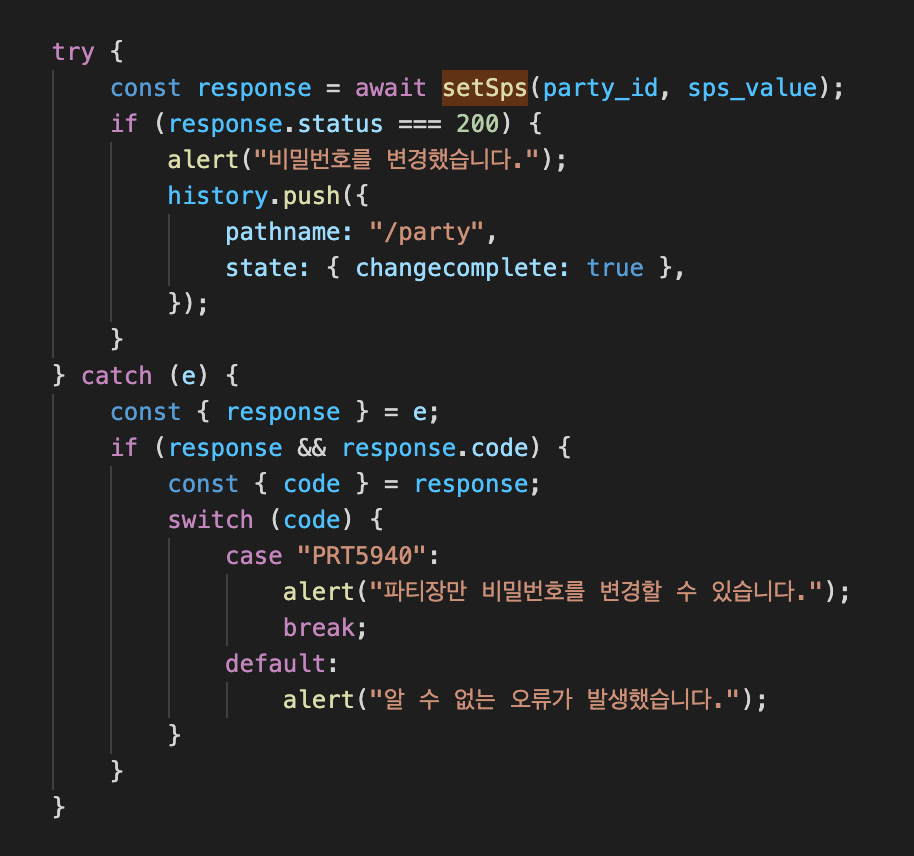 try {
const response = await setSps(party_id, sps_value);
if (response.status === 200) {
alert("비밀번호를 변경했습니다.");
history.push({
pathname: "/party",
state: { changecomplete: true },
});
}
} catch (e) {
const { response } = e;
if (response && response.code) {
const { code } = response;
switch (code) {
case "PRT5940":
alert("파티장만 비밀번호를 변경할 수 있습니다.");
break;
default:
alert("알 수 없는 오류가 발생했습니다.");
}
}
}